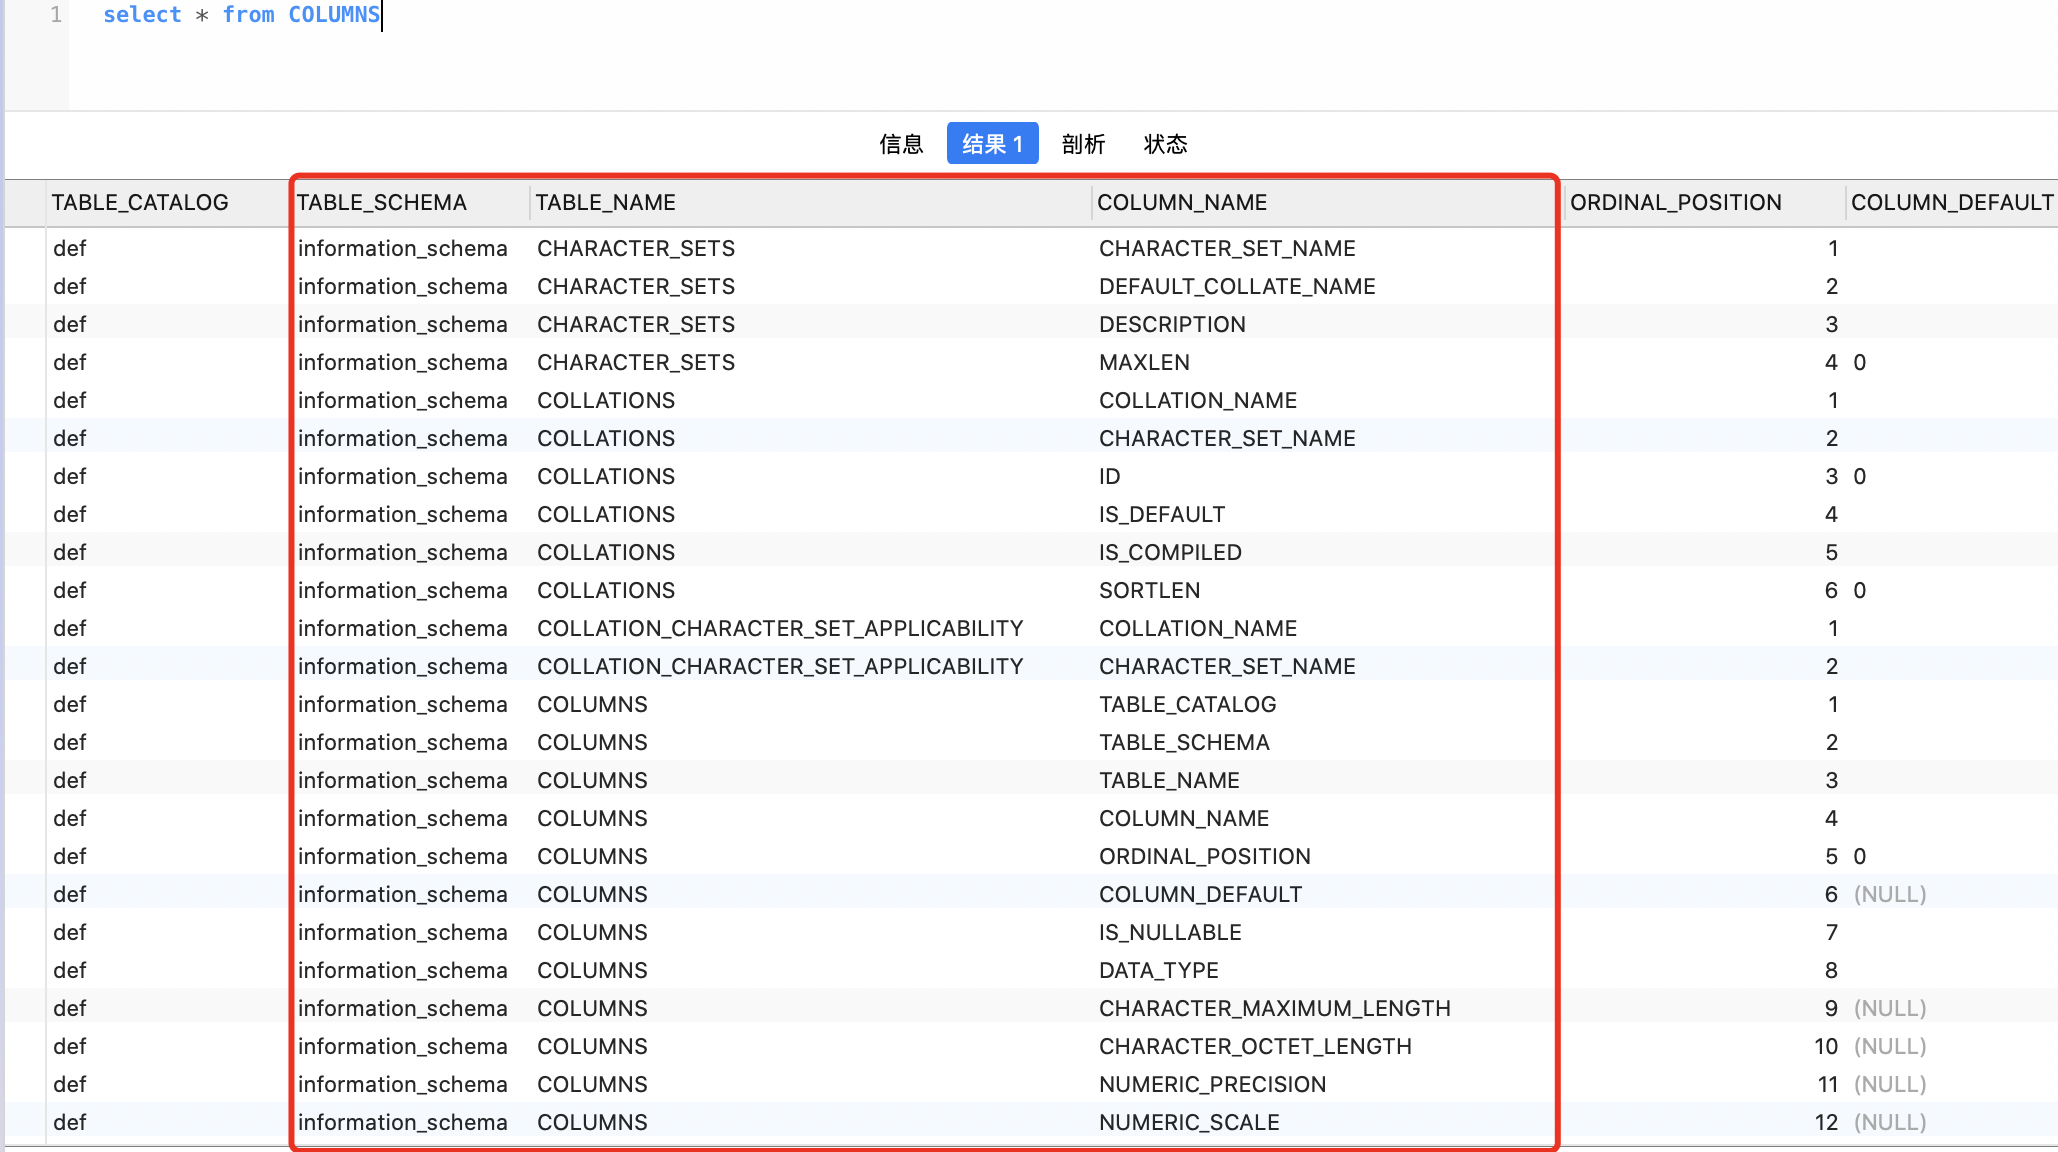 1 select * from COLUMNS
信息 结果 1 剖析 状态
TABLE_CATALOG TABLE_SCHEMA TABLE_NAME COLUMN_NAME ORDINAL_POSITION COLUMN_DEFAULT
def information_schema CHARACTER_SETS CHARACTER_SET_NAME 1
def information_schema CHARACTER_SETS DEFAULT_COLLATE_NAME 2
def information_schema CHARACTER_SETS DESCRIPTION 3
def information_schema CHARACTER_SETS MAXLEN 4 0
def information_schema COLLATIONS COLLATION_NAME 1
def information_schema COLLATIONS CHARACTER_SET_NAME 2
def information_schema COLLATIONS ID 3 0
def information_schema COLLATIONS IS_DEFAULT 4
def information_schema COLLATIONS IS_COMPILED 5
def information_schema COLLATIONS SORTLEN 6 0
def information_schema COLLATION_CHARACTER_SET_APPLICABILITY COLLATION_NAME 1
def information_schema COLLATION_CHARACTER_SET_APPLICABILITY CHARACTER_SET_NAME 2
def information_schema COLUMNS TABLE_CATALOG 1
def information_schema COLUMNS TABLE_SCHEMA 2
def information_schema COLUMNS TABLE_NAME 3
def information_schema COLUMNS COLUMN_NAME 4
def information_schema COLUMNS ORDINAL_POSITION 5 0
def information_schema COLUMNS COLUMN_DEFAULT 6 (NULL)
def information_schema COLUMNS IS_NULLABLE 7
def information_schema COLUMNS DATA_TYPE 8
def information_schema COLUMNS CHARACTER_MAXIMUM_LENGTH 9 (NULL)
def information_schema COLUMNS CHARACTER_OCTET_LENGTH 10 (NULL)
def information_schema COLUMNS NUMERIC_PRECISION 11 (NULL)
def information_schema COLUMNS NUMERIC_SCALE 12 (NULL)